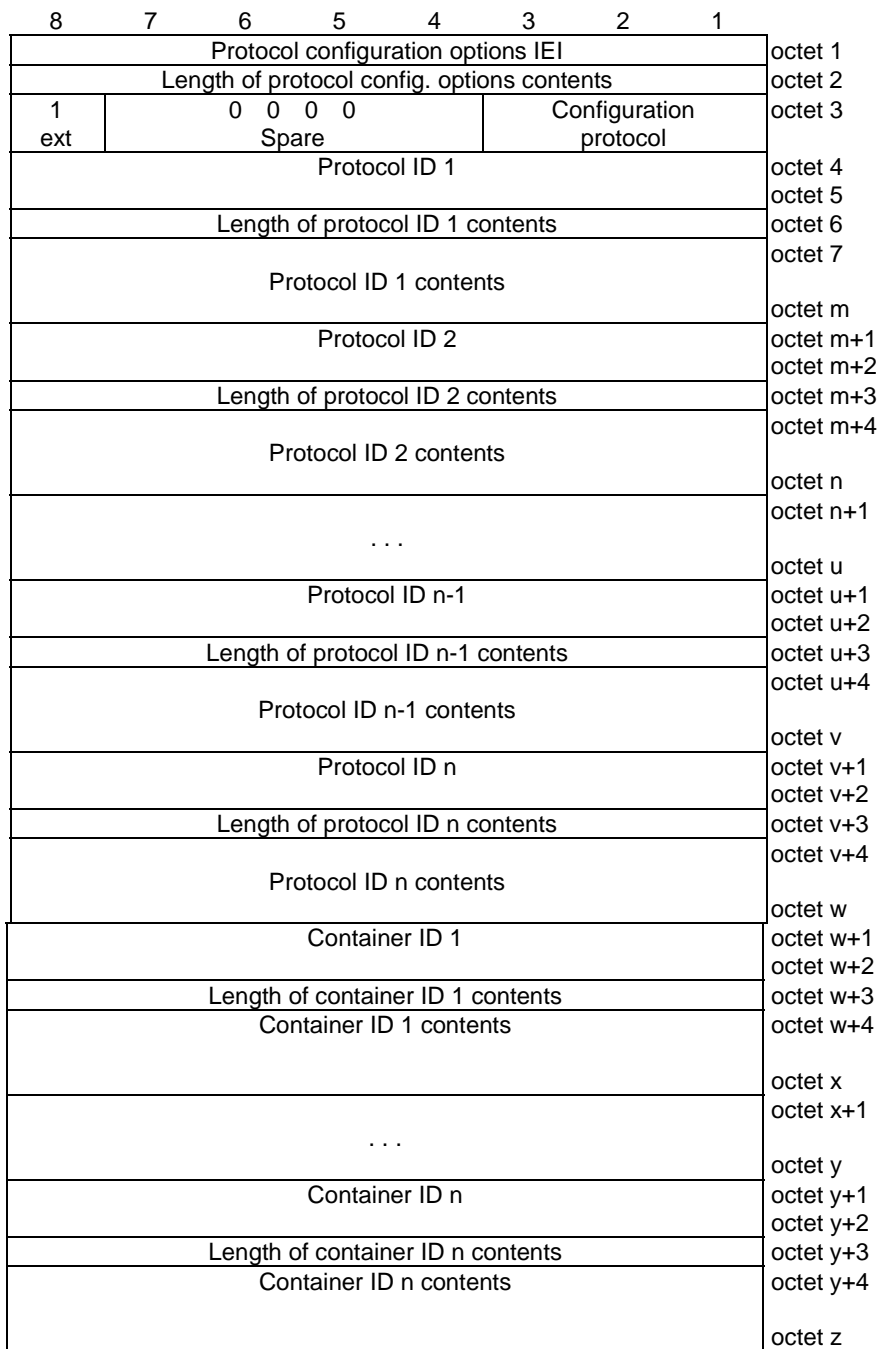 8 7 6 5 4 3 2 1
Protocol configuration options IEI octet 1
Length of protocol config. options contents octet 2
1 0 0 0 0 Configuration octet 3
ext Spare protocol
Protocol ID 1 octet 4
octet 5
Length of protocol ID 1 contents octet 6
octet 7
Protocol ID 1 contents
octet m
Protocol ID 2 octet m+1
octet m+2
Length of protocol ID 2 contents octet m+3
octet m+4
Protocol ID 2 contents
octet n
octet n+1
. . .
octet u
Protocol ID n-1 octet u+1
octet u+2
Length of protocol ID n-1 contents octet u+3
octet u+4
Protocol ID n-1 contents
octet v
Protocol ID n octet v+1
octet v+2
Length of protocol ID n contents octet v+3
octet v+4
Protocol ID n contents
octet w
Container ID 1 octet w+1
octet w+2
Length of container ID 1 contents octet w+3
Container ID 1 contents octet w+4
octet x
octet x+1
. . .
octet y
Container ID n octet y+1
octet y+2
Length of container ID n contents octet y+3
Container ID n contents octet y+4
octet z